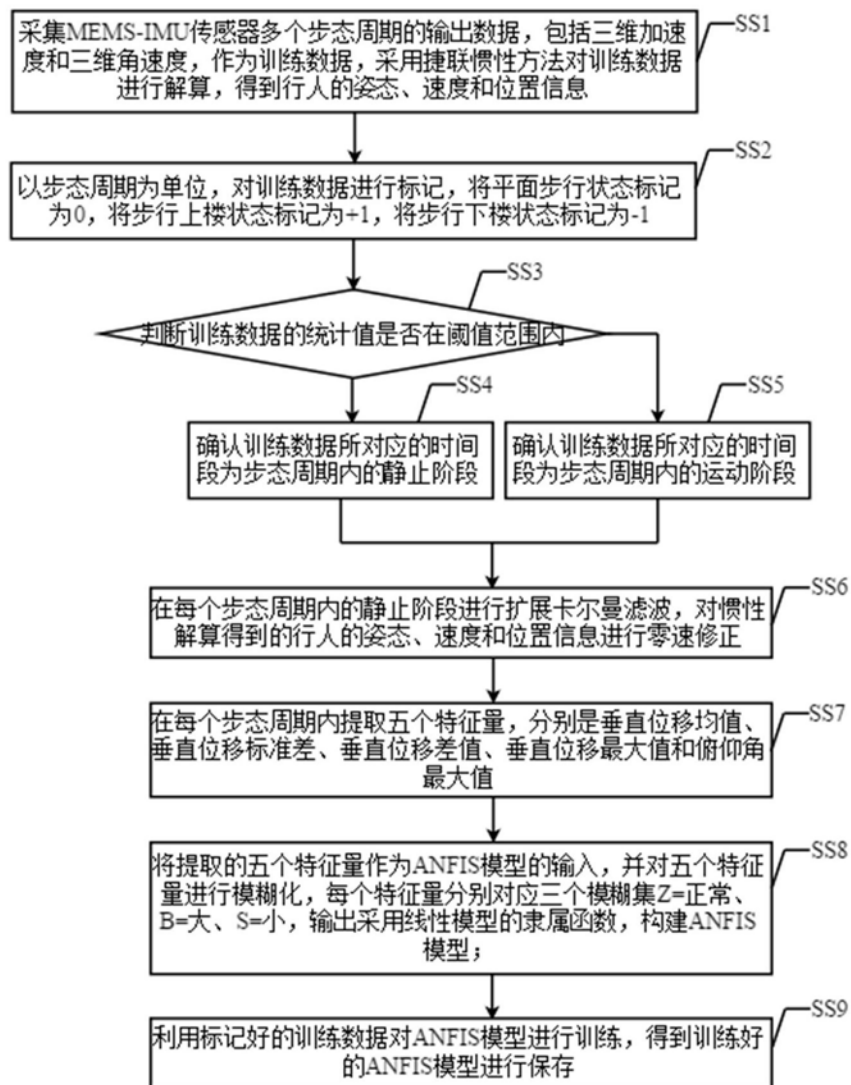 采集MEMS-IMU传感器多个步态周期的输出数据，包括三维加速
度和三维角速度，作为训练数据，采用捷联惯性方法对训练数据
进行解算，得到行人的姿态、速度和位置信息
SS1
以步态周期为单位，对训练数据进行标记，将平面步行状态标记
为0，将步行上楼状态标记为+1，将步行下楼状态标记为-1
SS2
判断训练数据的统计值是否在阈值范围内
SS3
确认训练数据所对应的时间
段为步态周期内的静止阶段
SS4
确认训练数据所对应的时间
段为步态周期内的运动阶段
SS5
在每个步态周期内的静止阶段进行扩展卡尔曼滤波，对惯性
解算得到的行人的姿态、速度和位置信息进行零速修正
SS6
在每个步态周期内提取五个特征量，分别是垂直位移均值、
垂直位移标准差、垂直位移差值、垂直位移最大值和俯仰角
最大值
SS7
将提取的五个特征量作为ANFIS模型的输入，并对五个特征
量进行模糊化，每个特征量分别对应三个模糊集Z=正常、
B=大、S=小，输出采用线性模型的隶属函数，构建ANFIS
模型；
SS8
利用标记好的训练数据对ANFIS模型进行训练，得到训练好
的ANFIS模型进行保存
SS9